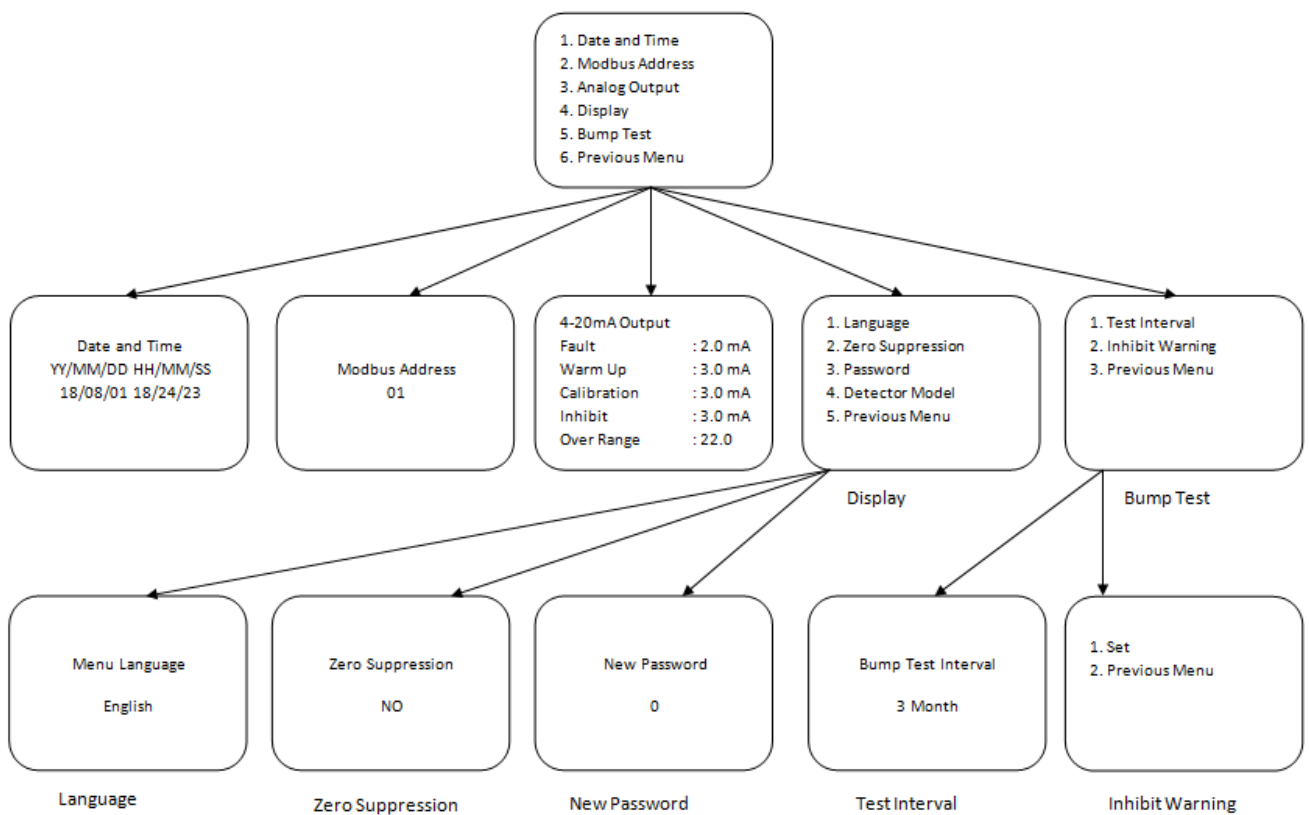 1. Date and Time
2. Modbus Address
3. Analog Output
4. Display
5. Bump Test
6. Previous Menu
Date and Time
YY/MM/DD HH/MM/SS
18/08/01 18/24/23
Modbus Address
01
4-20mA Output
Fault : 2.0 mA
Warm Up : 3.0 mA
Calibration : 3.0 mA
Inhibit : 3.0 mA
Over Range : 22.0
1. Language
2. Zero Suppression
3. Password
4. Detector Model
5. Previous Menu
1. Test Interval
2. Inhibit Warning
3. Previous Menu
Display
Bump Test
Menu Language
English
Zero Suppression
NO
New Password
0
Bump Test Interval
3 Month
1. Set
2. Previous Menu
Language
Zero Suppression
New Password
Test Interval
Inhibit Warning